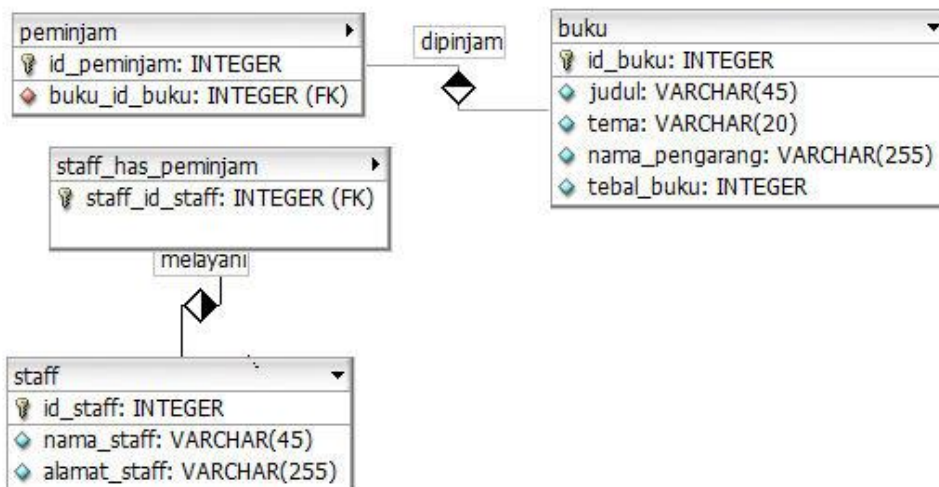 peminjam
id_peminjam: INTEGER
buku_id_buku: INTEGER (FK)
dipinjam
buku
id_buku: INTEGER
judul: VARCHAR(45)
tema: VARCHAR(20)
nama_pengarang: VARCHAR(255)
tebal_buku: INTEGER
staff_has_peminjam
staff_id_staff: INTEGER (FK)
melayani
staff
id_staff: INTEGER
nama_staff: VARCHAR(45)
alamat_staff: VARCHAR(255)